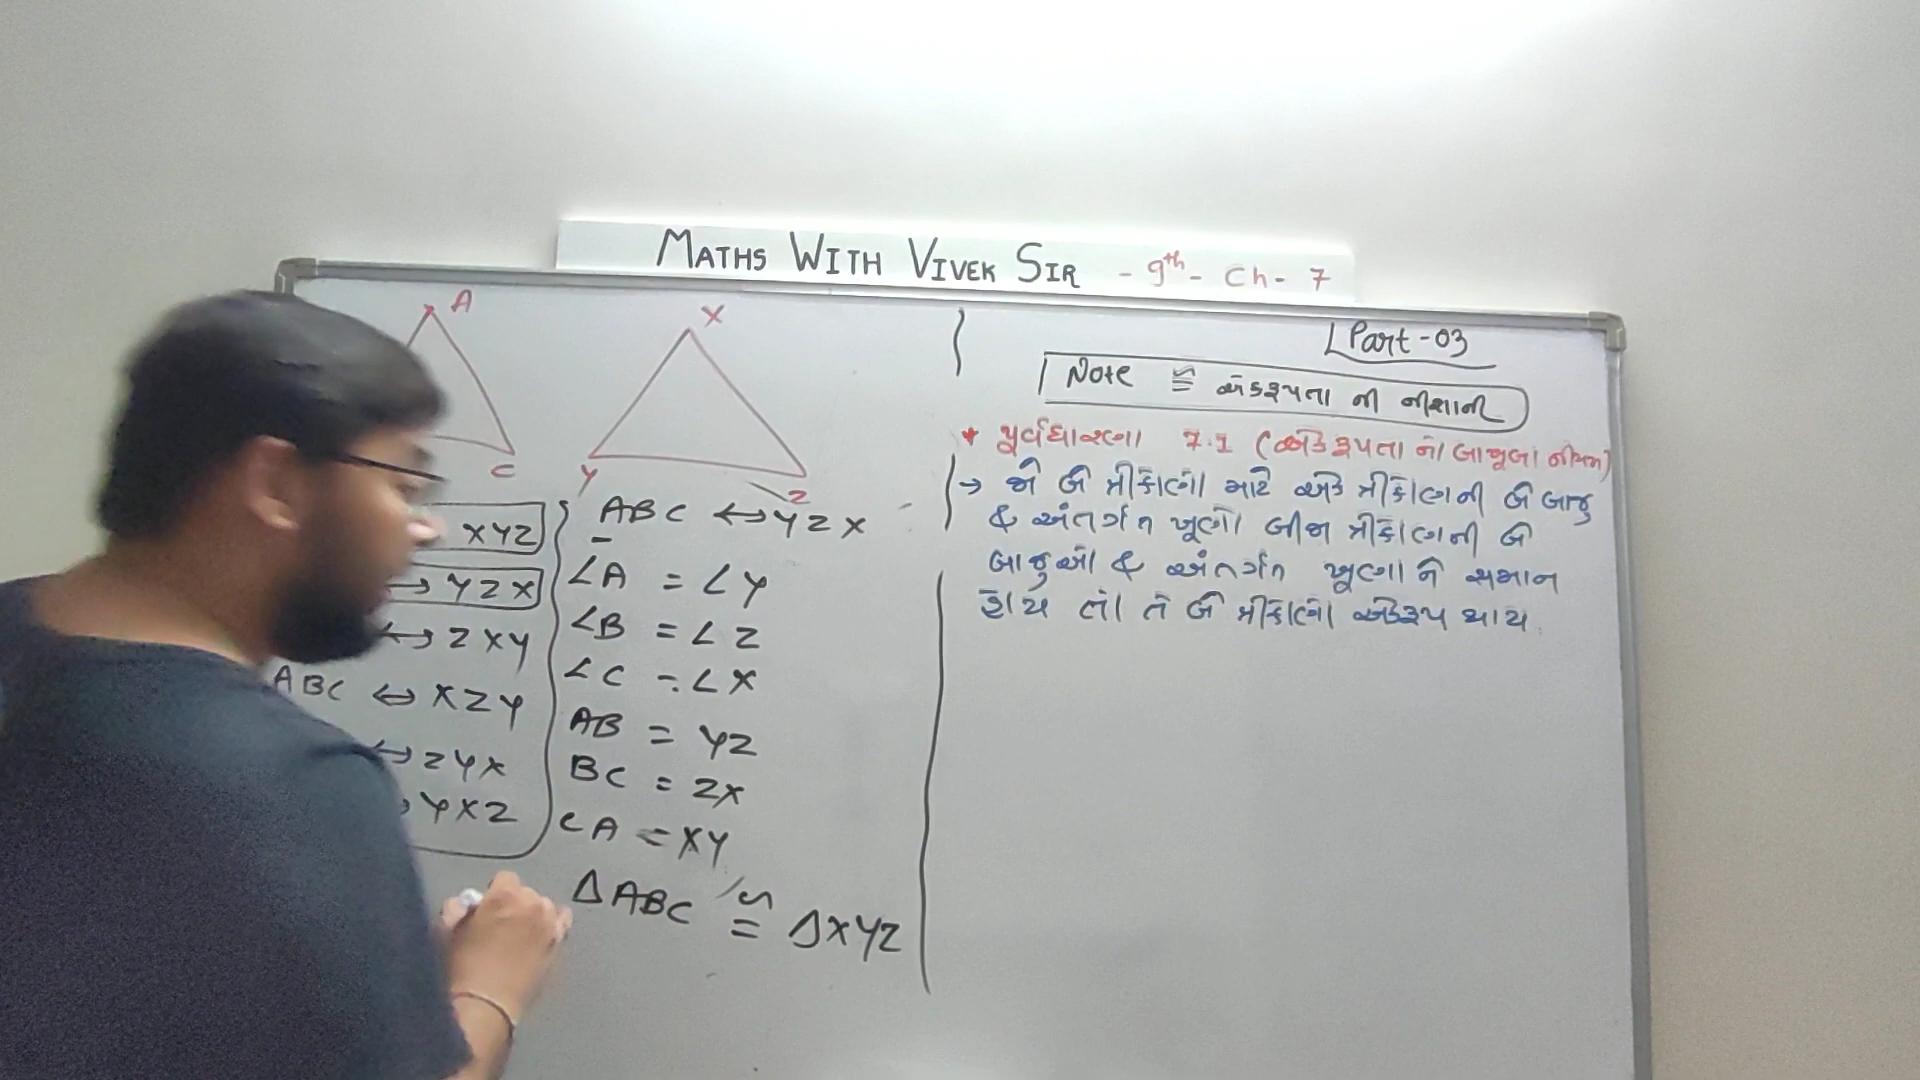 MATHS WITH VIVEK SIR - 9th - Ch - 7
A
C
X
Y
Z
XYZ
→ YZX
↔ ZXY
ABC ↔ XZY
↔ ZYX
YXZ
ABC ↔ YZX
∠A = ∠Y
∠B = ∠Z
∠C = ∠X
AB = YZ
BC = ZX
CA = XY
ΔABC ≅ ΔXYZ
Part-03
Note ≅ એકરૂપતા ની નીશાની
* પૂર્વધારણા 7.1 (એકરૂપતા નો બાખૂબા નીયમ)
→ જો બે ત્રીકોણો માટે એક ત્રીકોણ ની બે બાજુ
& અંતર્ગત ખૂણો બીજા ત્રીકોણ ની બે
બાજુઓ & અંતર્ગત ખૂણા ને સમાન
હોય તો તે બે ત્રીકોણો એકરૂપ થાય.